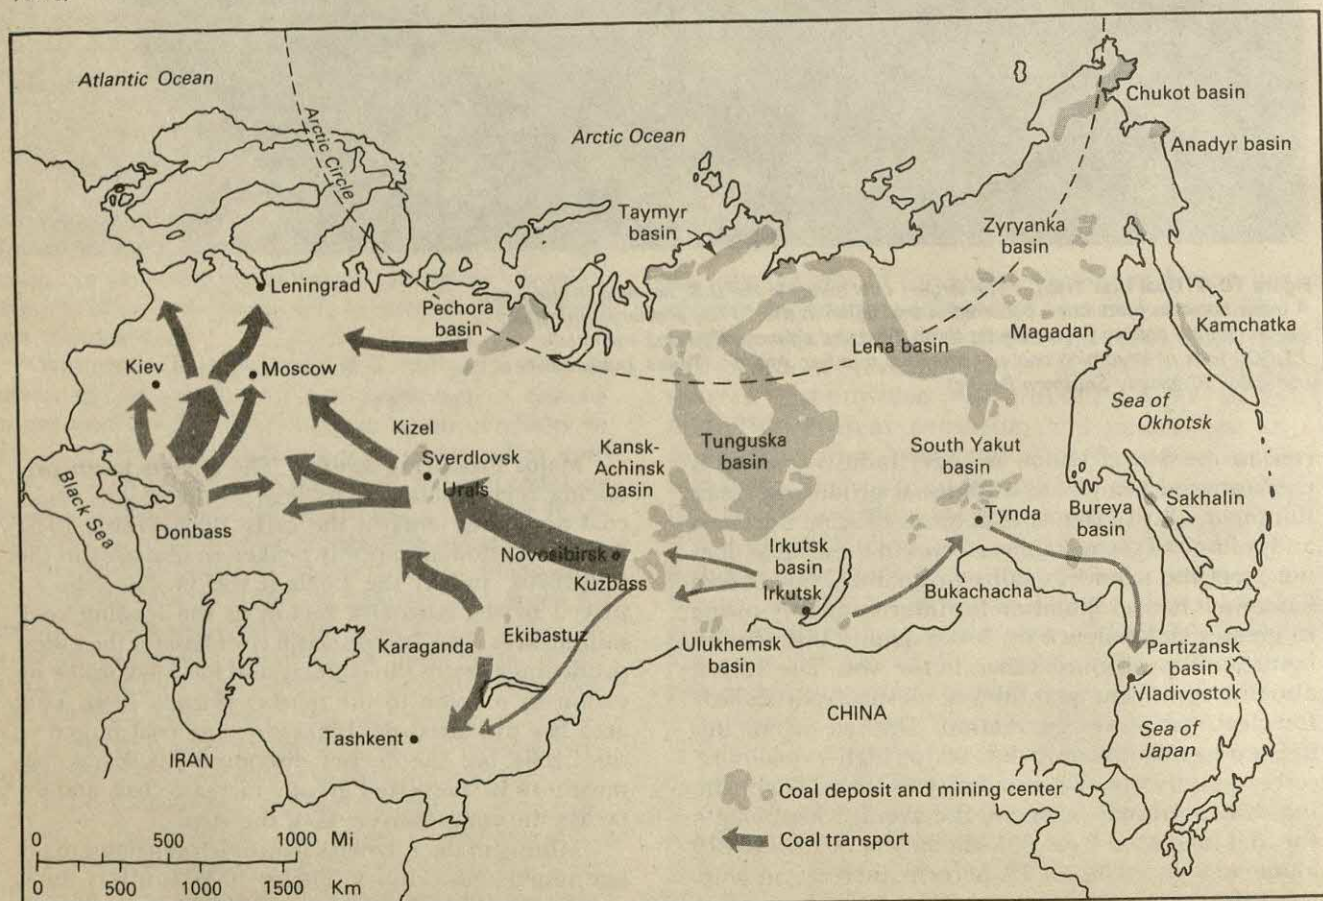 Atlantic Ocean
Arctic Circle
Arctic Ocean
Chukot basin
Anadyr basin
Taymyr
basin
Zyryanka
basin
Leningrad
Pechora
basin
Magadan
Kamchatka
Lena basin
Kiev
Moscow
Sea of
Okhotsk
Kizel
Sverdlovsk
Urals
Kansk-
Achinsk
basin
Tunguska
basin
South Yakut
basin
Black Sea
Donbass
Tynda
Bureya
basin
Sakhalin
Novosibirsk
Kuzbass
Irkutsk
basin
Irkutsk
Bukachacha
Karaganda
Ekibastuz
Ulukhemsk
basin
Partizansk
basin
Vladivostok
CHINA
Sea of
Japan
Tashkent
IRAN
Coal deposit and mining center
Coal transport
0 500 1000 Mi
0 500 1000 1500 Km